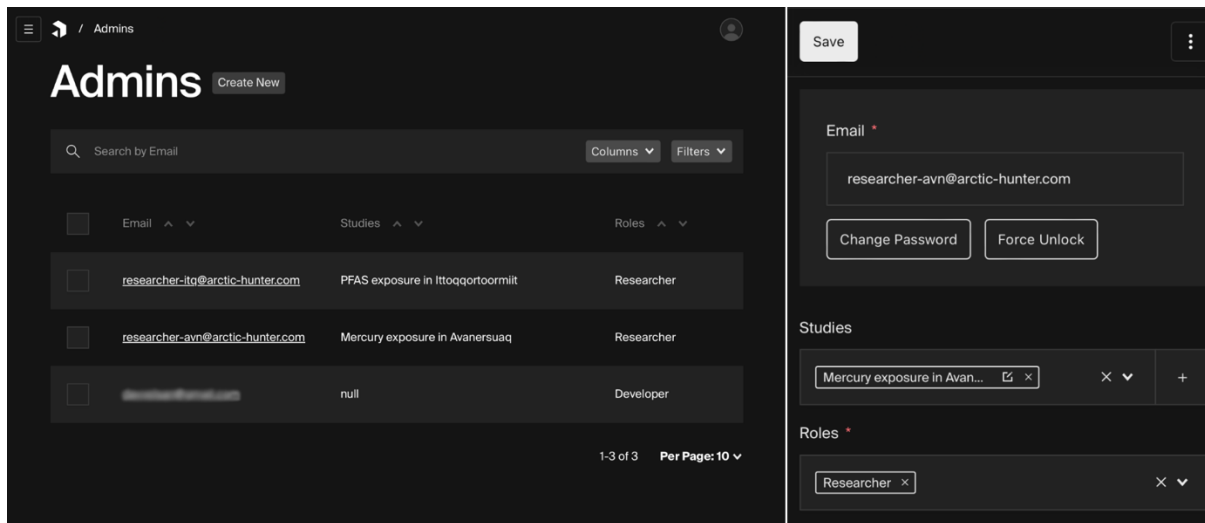 / Admins
Admins Create New
Search by Email Columns Filters
Email Studies Roles
researcher-itq@arctic-hunter.com PFAS exposure in Ittoqqortoormiit Researcher
researcher-avn@arctic-hunter.com Mercury exposure in Avanersuaq Researcher
null Developer
1-3 of 3 Per Page: 10
Save
Email *
researcher-avn@arctic-hunter.com
Change Password Force Unlock
Studies
Mercury exposure in Avan...
Roles *
Researcher